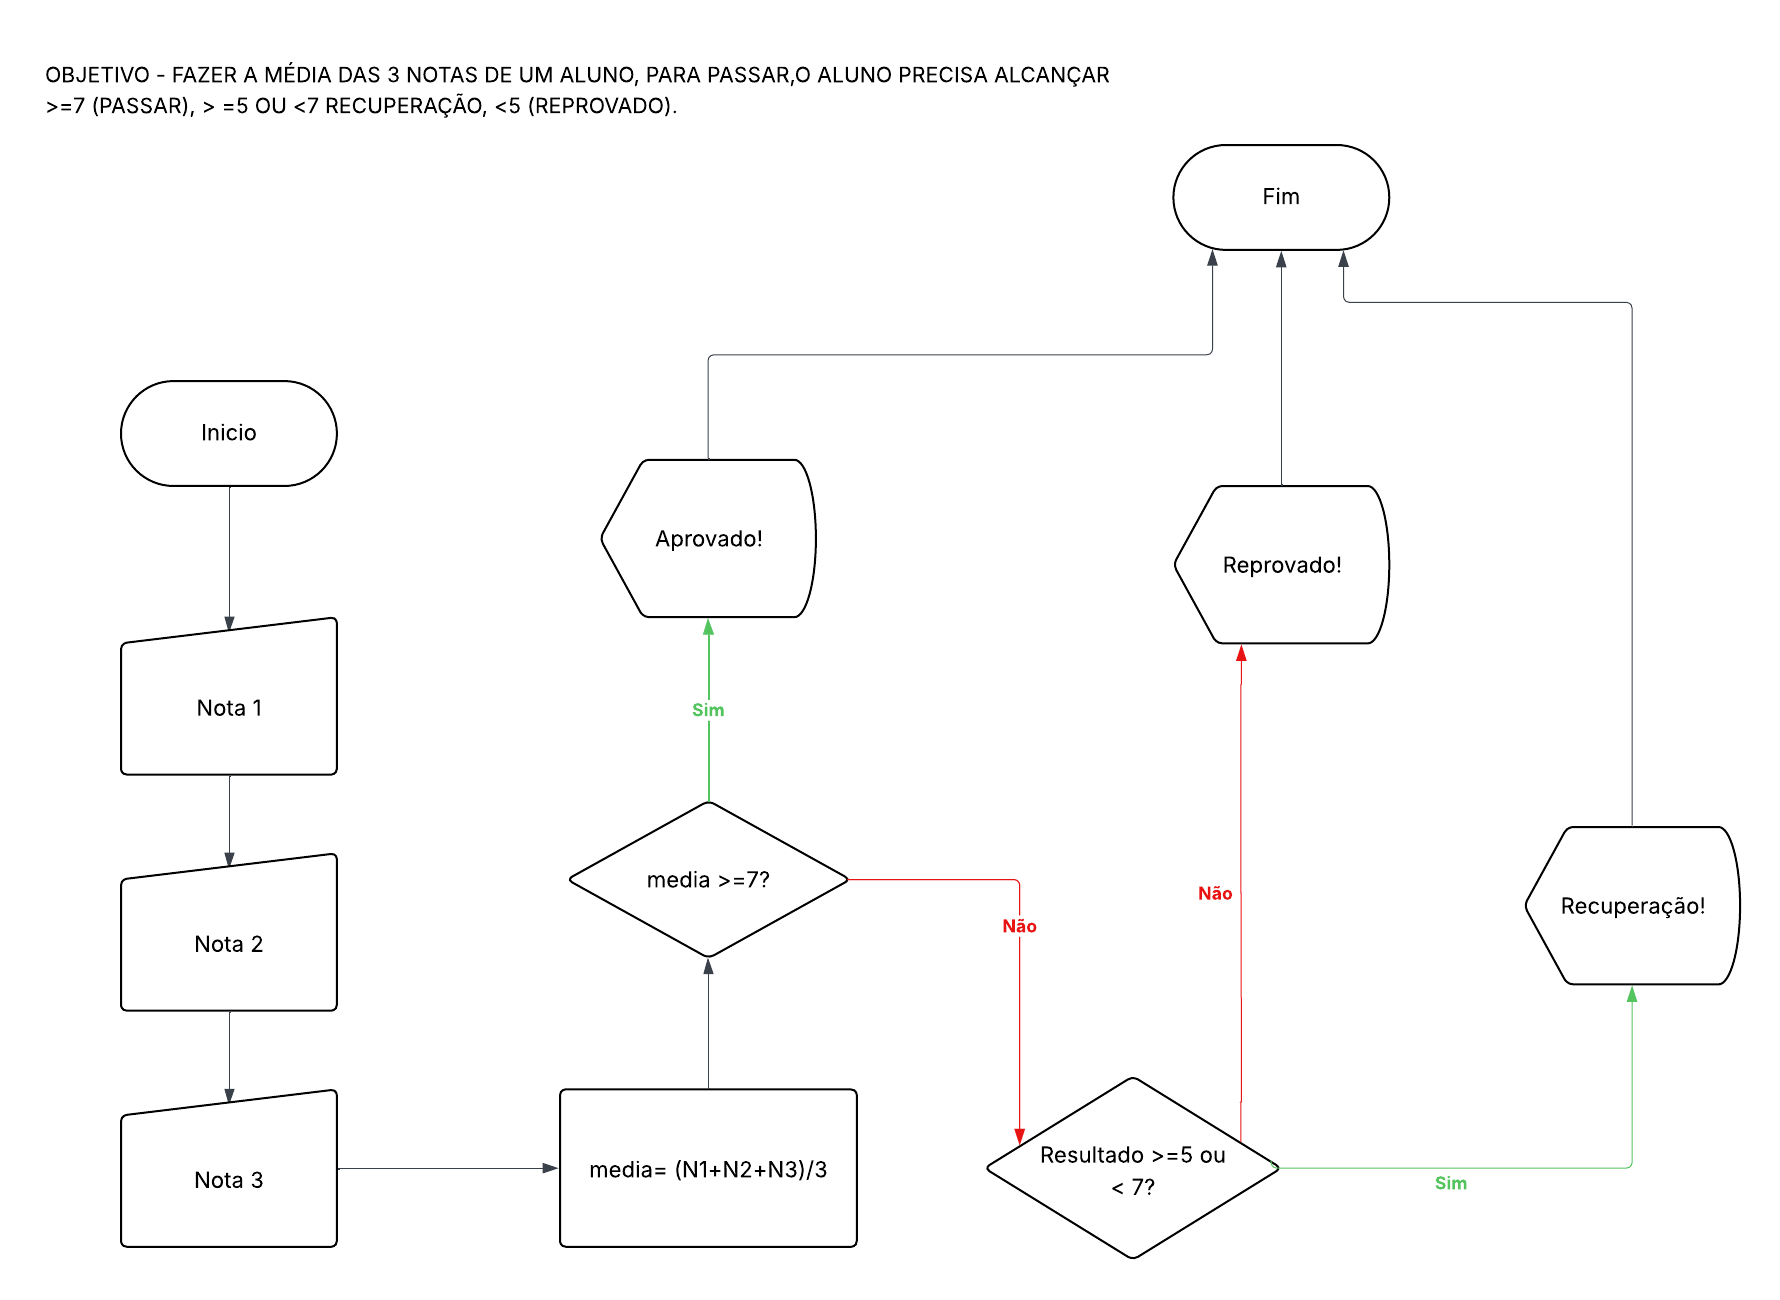 OBJETIVO - FAZER A MÉDIA DAS 3 NOTAS DE UM ALUNO, PARA PASSAR,O ALUNO PRECISA ALCANÇAR
>=7 (PASSAR), > =5 OU <7 RECUPERAÇÃO, <5 (REPROVADO).
Fim
Inicio
Aprovado!
Reprovado!
Nota 1
Sim
media >=7?
Não
Não
Recuperação!
Nota 2
Nota 3
media= (N1+N2+N3)/3
Resultado >=5 ou
< 7?
Sim